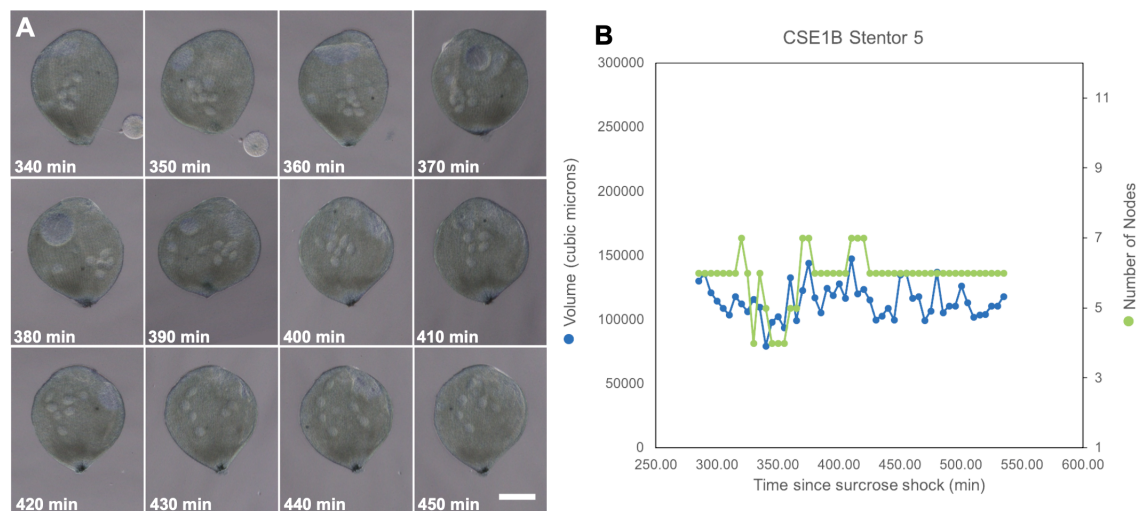 A
340 min
350 min
360 min
370 min
380 min
390 min
400 min
410 min
420 min
430 min
440 min
450 min
B
CSE1B Stentor 5
300000
250000
200000
150000
100000
50000
0
Volume (cubic microns)
11
9
7
5
3
1
Number of Nodes
250.00 300.00 350.00 400.00 450.00 500.00 550.00 600.00
Time since surcrose shock (min)